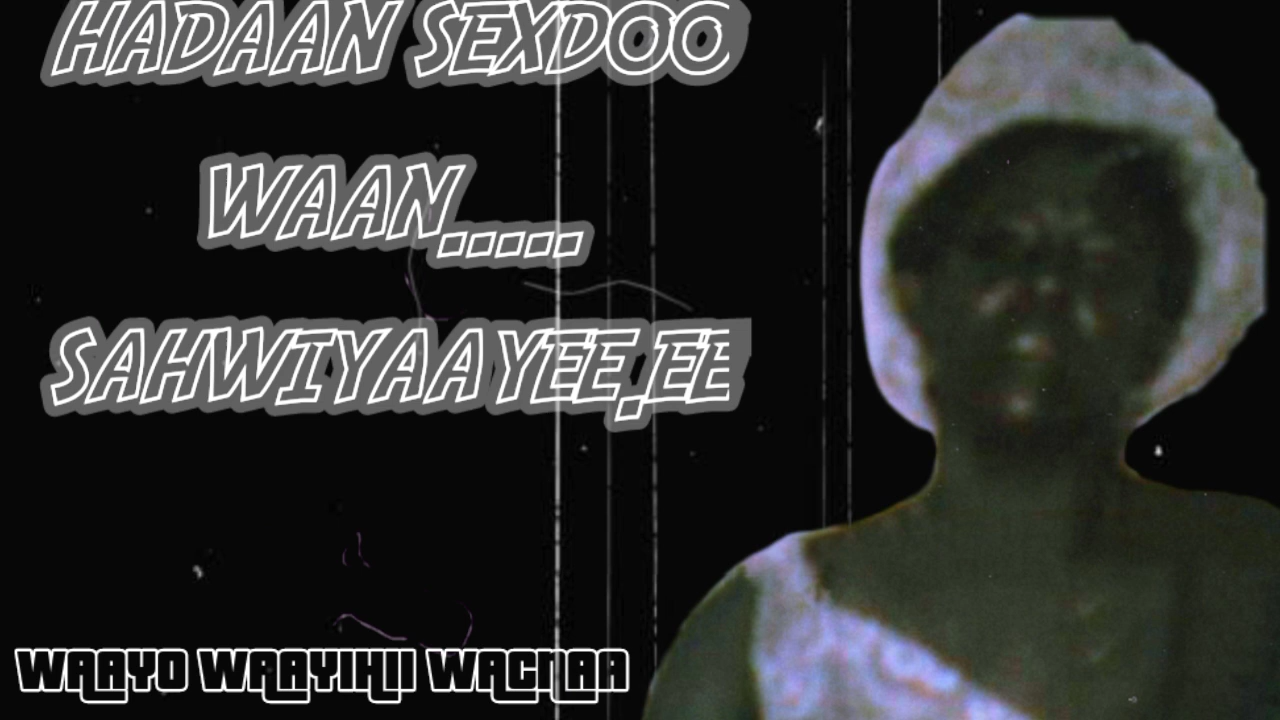 HADAAN SEXDOO
WAAN.....
SAHWIYAAYEE,EE
WAAYO WAAYIHII WACNAA